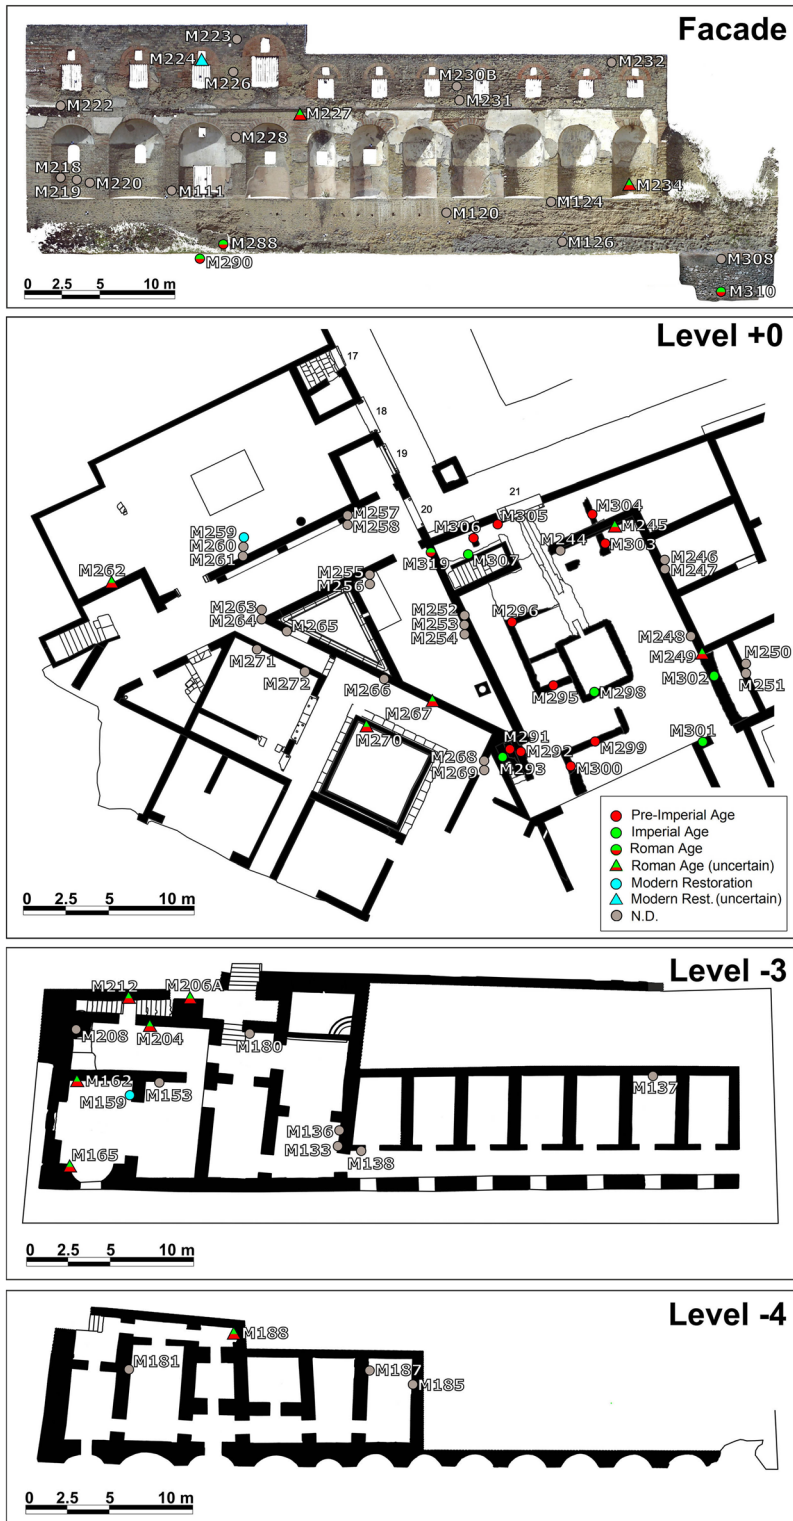 Facade
M223
M224
M226
M232
M230B
M231
M222
M227
M228
M218
M219
M220
M111
M234
M124
M120
M126
M288
M290
M308
M310
0 2.5 5 10 m
Level +0
17
18
19
20
21
M257
M258
M259
M260
M261
M262
M255
M256
M263
M264
M265
M271
M272
M266
M267
M270
M268
M269
M306
M305
M304
M245
M303
M244
M319
M307
M246
M247
M252
M253
M254
M296
M248
M249
M250
M251
M302
M295
M298
M301
M291
M292
M293
M299
M300
Pre-Imperial Age
Imperial Age
Roman Age
Roman Age (uncertain)
Modern Restoration
Modern Rest. (uncertain)
N.D.
0 2.5 5 10 m
Level -3
M212
M206A
M208
M204
M180
M162
M153
M159
M137
M136
M133
M138
M165
0 2.5 5 10 m
Level -4
M188
M181
M187
M185
0 2.5 5 10 m